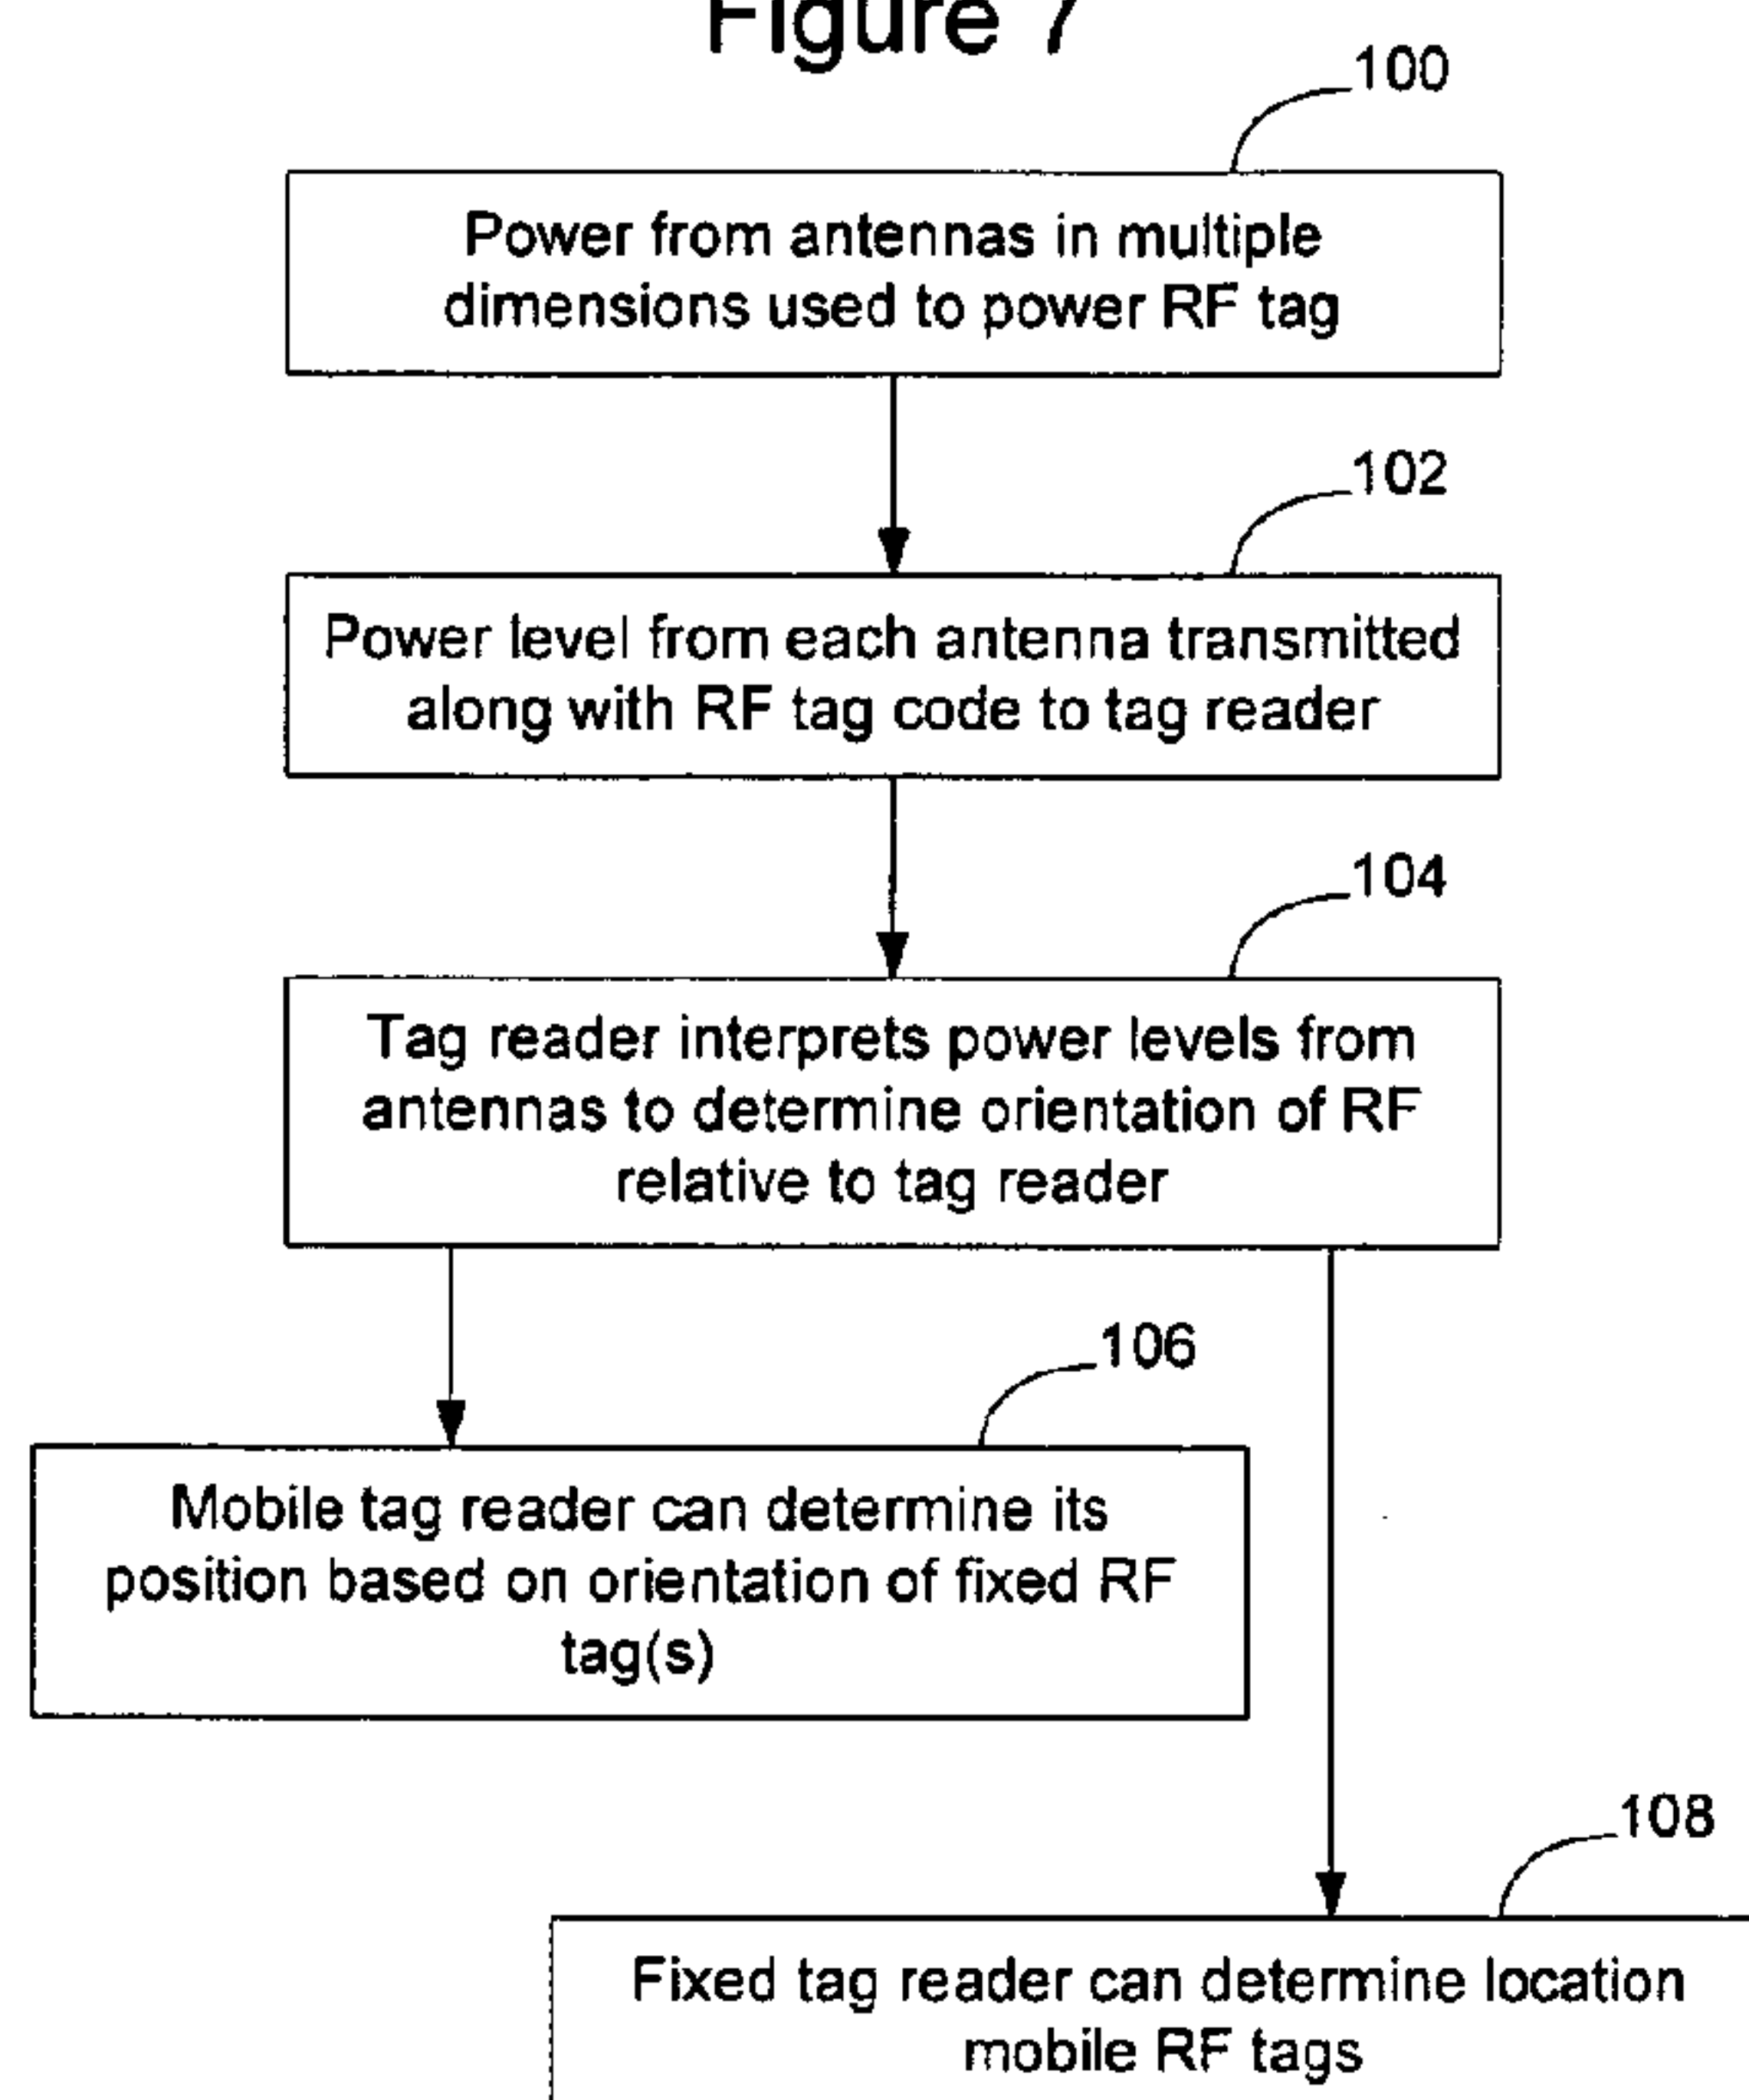 Figure 7
100
Power from antennas in multiple
dimensions used to power RF tag
102
Power level from each antenna transmitted
along with RF tag code to tag reader
104
Tag reader interprets power levels from
antennas to determine orientation of RF
relative to tag reader
106
Mobile tag reader can determine its
position based on orientation of fixed RF
tag(s)
108
Fixed tag reader can determine location
mobile RF tags